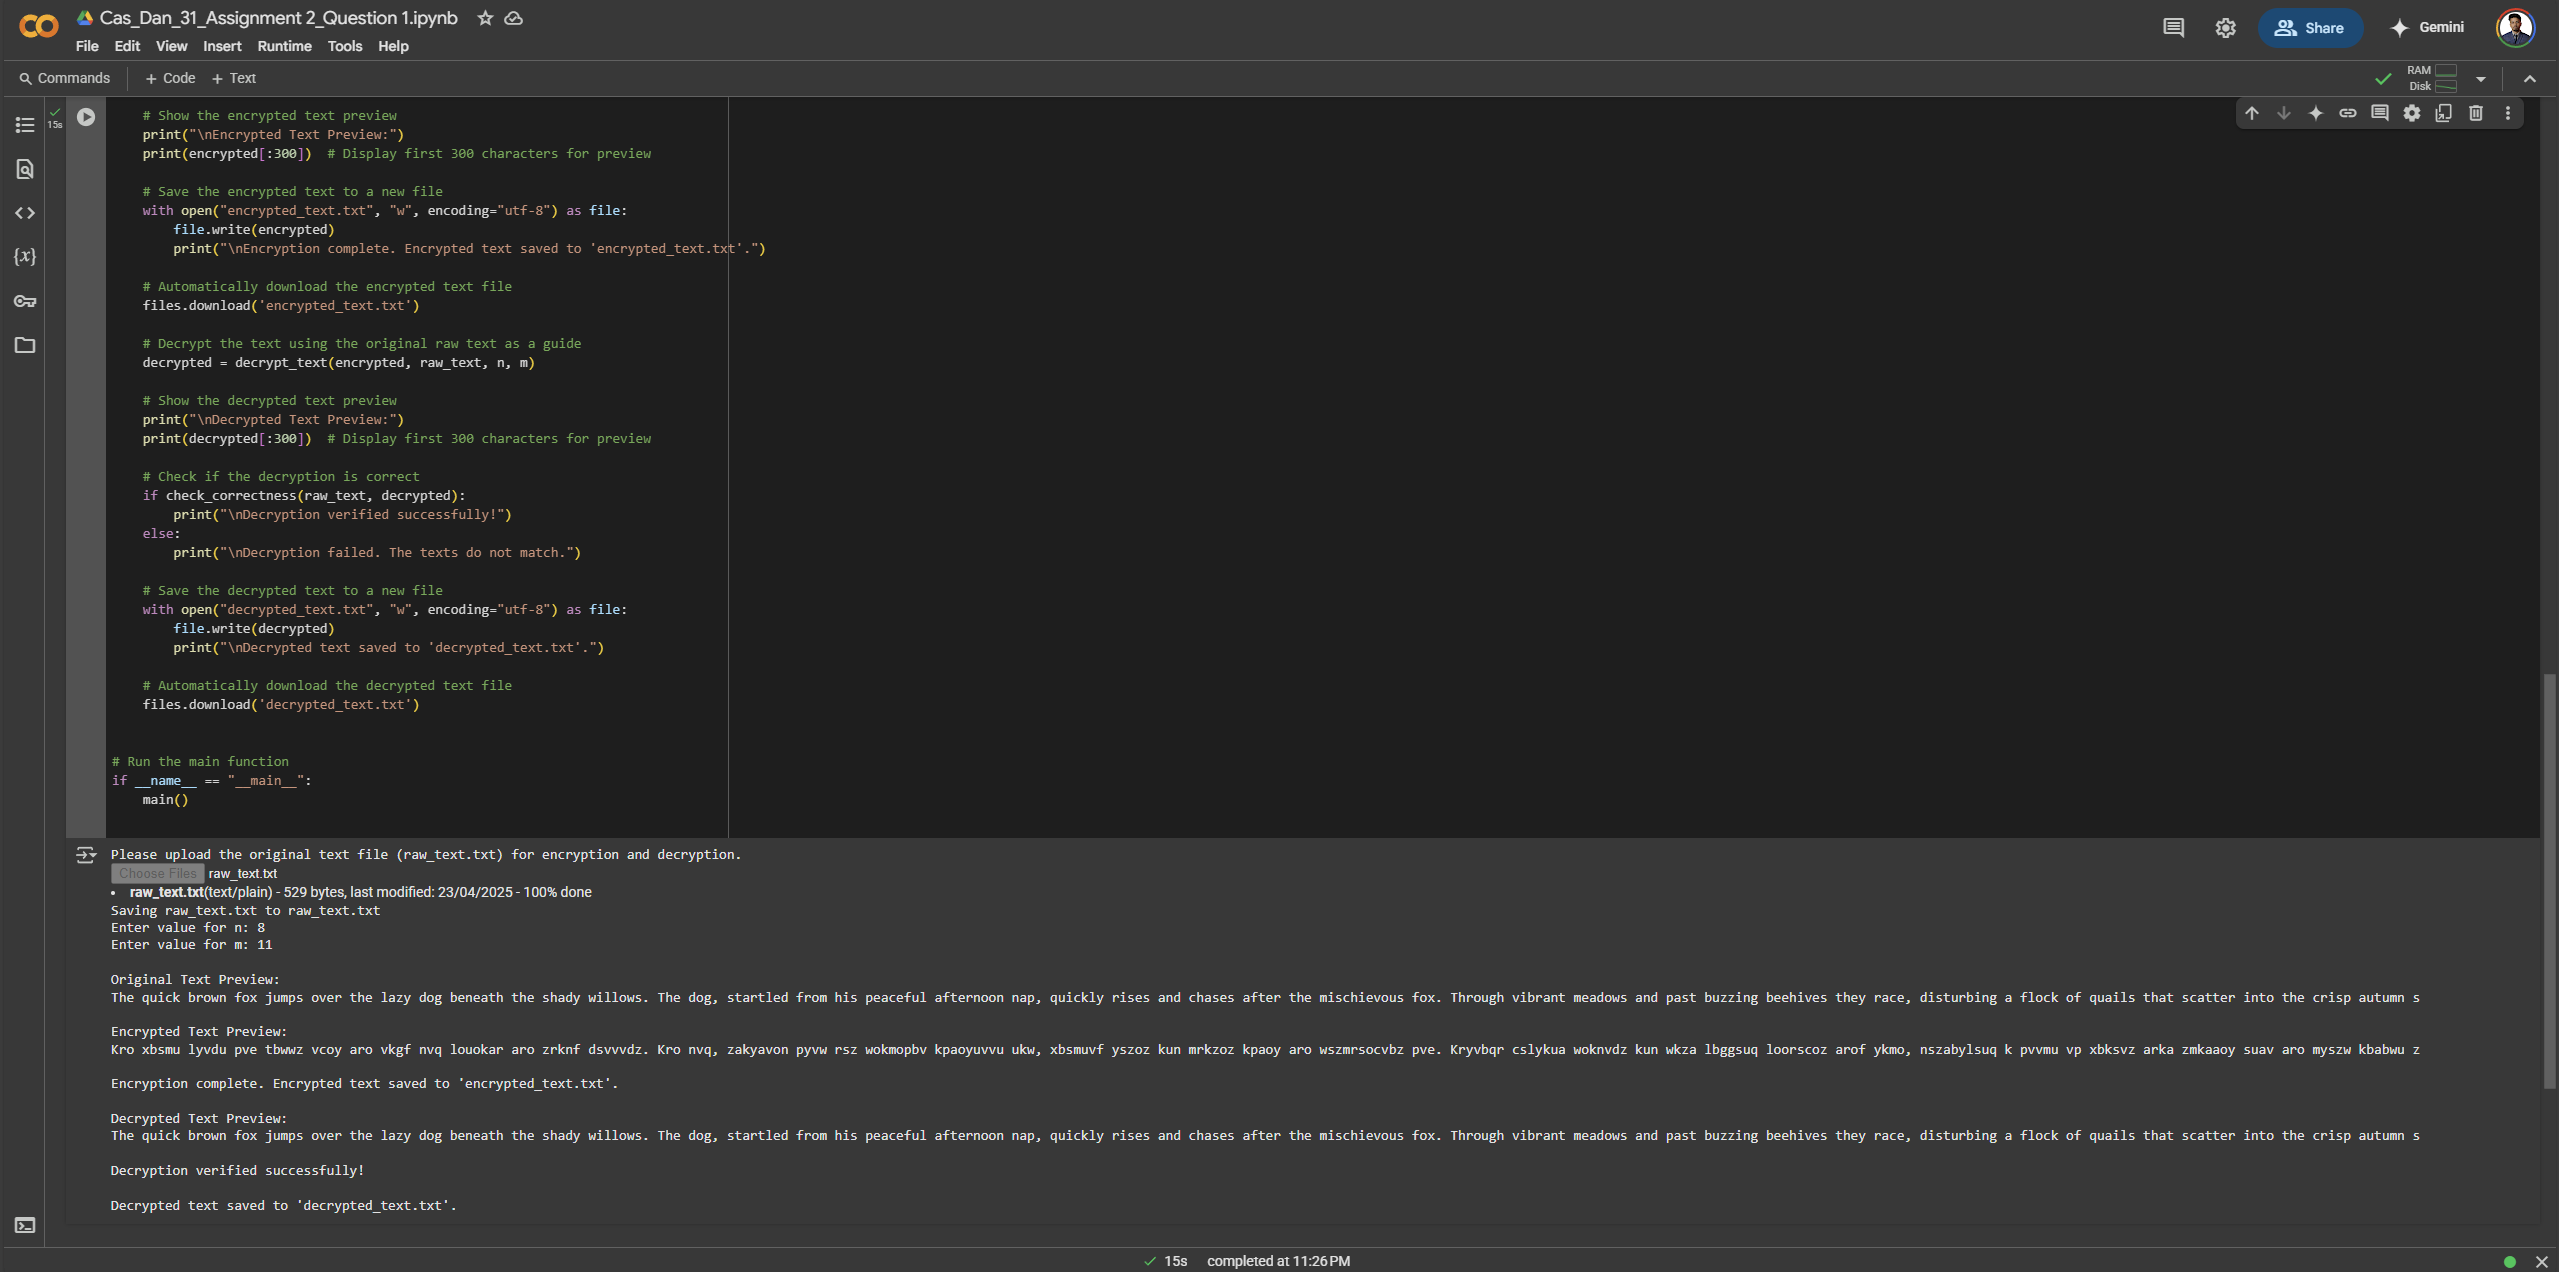 Cas_Dan_31_Assignment 2_Question 1.ipynb
File Edit View Insert Runtime Tools Help
Share
Gemini
Commands + Code + Text
RAM
Disk
15s
# Show the encrypted text preview
print("\nEncrypted Text Preview:")
print(encrypted[:300])  # Display first 300 characters for preview
# Save the encrypted text to a new file
with open("encrypted_text.txt", "w", encoding="utf-8") as file:
file.write(encrypted)
print("\nEncryption complete. Encrypted text saved to 'encrypted_text.txt'.")
# Automatically download the encrypted text file
files.download('encrypted_text.txt')
# Decrypt the text using the original raw text as a guide
decrypted = decrypt_text(encrypted, raw_text, n, m)
# Show the decrypted text preview
print("\nDecrypted Text Preview:")
print(decrypted[:300])  # Display first 300 characters for preview
# Check if the decryption is correct
if check_correctness(raw_text, decrypted):
print("\nDecryption verified successfully!")
else:
print("\nDecryption failed. The texts do not match.")
# Save the decrypted text to a new file
with open("decrypted_text.txt", "w", encoding="utf-8") as file:
file.write(decrypted)
print("\nDecrypted text saved to 'decrypted_text.txt'.")
# Automatically download the decrypted text file
files.download('decrypted_text.txt')
# Run the main function
if __name__ == "__main__":
main()
Please upload the original text file (raw_text.txt) for encryption and decryption.
Choose Files raw_text.txt
• raw_text.txt(text/plain) - 529 bytes, last modified: 23/04/2025 - 100% done
Saving raw_text.txt to raw_text.txt
Enter value for n: 8
Enter value for m: 11
Original Text Preview:
The quick brown fox jumps over the lazy dog beneath the shady willows. The dog, startled from his peaceful afternoon nap, quickly rises and chases after the mischievous fox. Through vibrant meadows and past buzzing beehives they race, disturbing a flock of quails that scatter into the crisp autumn s
Encrypted Text Preview:
Kro xbsmu lyvdu pve tbwwz vcoy aro vkgf nvq louokar aro zrknf dsvvvdz. Kro nvq, zakyavon pyvw rsz wokmopbv kpaoyuvvu ukw, xbsmuvf yszoz kun mrkzoz kpaoy aro wszmrsocvbz pve. Kryvbqr cslykua woknvdz kun wkza lbggsuq loorscoz arof ykmo, nszabylsuq k pvvmu vp xbksvz arka zmkaaoy suav aro myszw kbabwu z
Encryption complete. Encrypted text saved to 'encrypted_text.txt'.
Decrypted Text Preview:
The quick brown fox jumps over the lazy dog beneath the shady willows. The dog, startled from his peaceful afternoon nap, quickly rises and chases after the mischievous fox. Through vibrant meadows and past buzzing beehives they race, disturbing a flock of quails that scatter into the crisp autumn s
Decryption verified successfully!
Decrypted text saved to 'decrypted_text.txt'.
15s completed at 11:26 PM